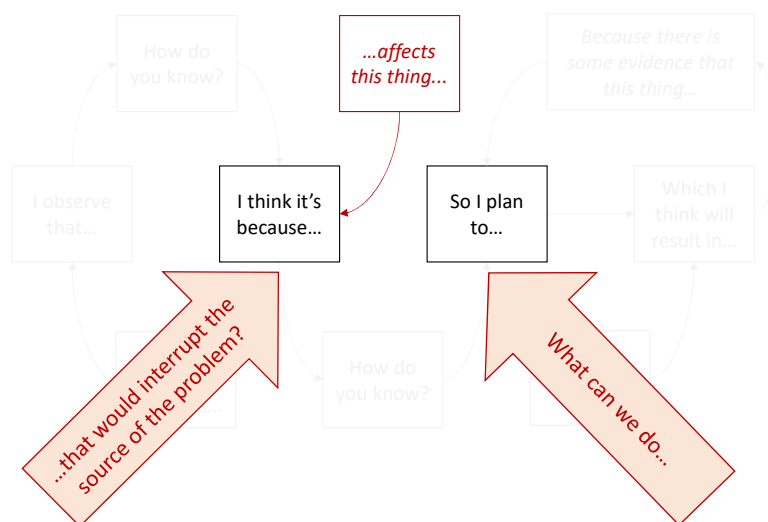 How do
you know?
…affects
this thing…
Because there is
some evidence that
this thing…
I observe
that…
I think it's
because…
So I plan
to…
Which I
think will
result in…
How do
you know?
…that would interrupt the
source of the problem?
What can we do…